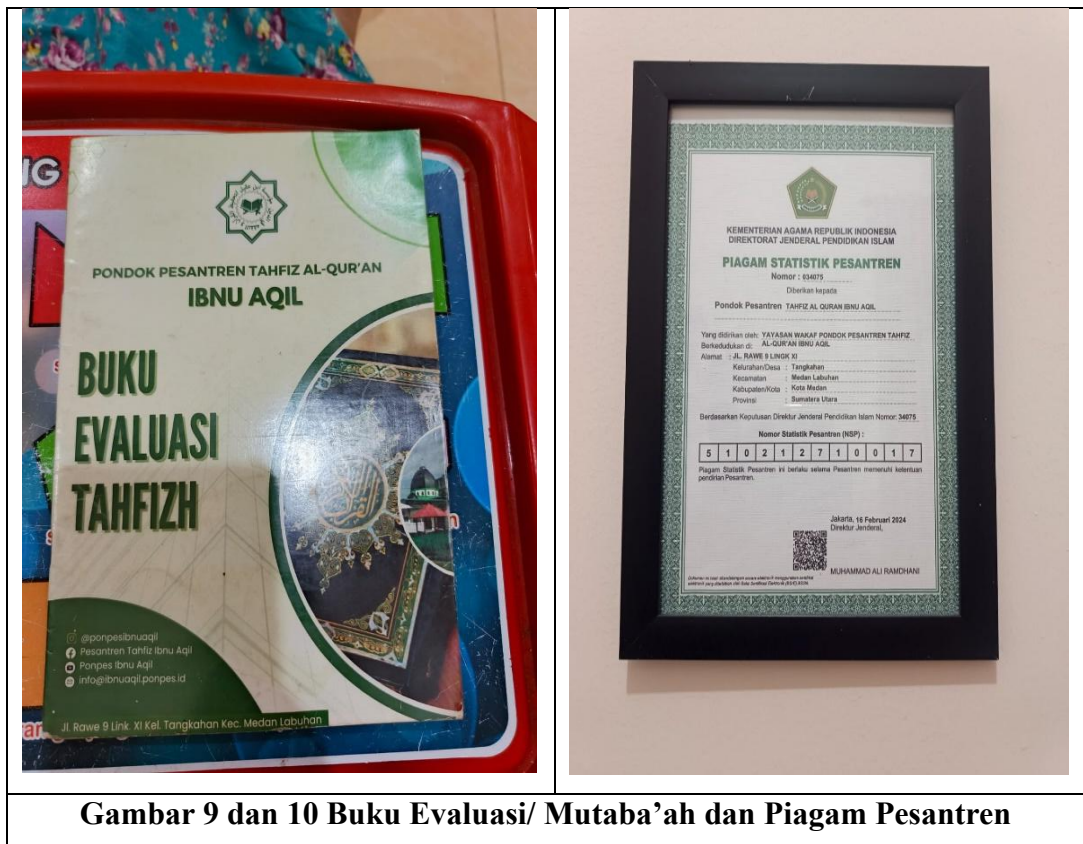 PONDOK PESANTREN TAHFIZ AL-QUR'AN
IBNU AQIL
BUKU
EVALUASI
TAHFIZH
@ponpesibnuaqil
Pesantren Tahfiz Ibnu Aqil
Ponpes Ibnu Aqil
info@ibnuaqil.ponpes.id
Jl. Rawe 9 Link. XI Kel. Tangkahan Kec. Medan Labuhan
KEMENTERIAN AGAMA REPUBLIK INDONESIA
DIREKTORAT JENDERAL PENDIDIKAN ISLAM
PIAGAM STATISTIK PESANTREN
Nomor : 034075
Diberikan kepada
Pondok Pesantren TAHFIZ AL QURAN IBNU AQIL
Yang didirikan oleh: YAYASAN WAKAF PONDOK PESANTREN TAHFIZ
Berkedudukan di: AL-QUR'AN IBNU AQIL
Alamat : JL. RAWE 9 LINGK XI
Kelurahan/Desa : Tangkahan
Kecamatan : Medan Labuhan
Kabupaten/Kota : Kota Medan
Provinsi : Sumatera Utara
Berdasarkan Keputusan Direktur Jenderal Pendidikan Islam Nomor: 34075
Nomor Statistik Pesantren (NSP) :
5 1 0 2 1 2 7 1 0 0 1 7
Piagam Statistik Pesantren ini berlaku selama Pesantren memenuhi ketentuan
pendirian Pesantren.
Jakarta, 16 Februari 2024
Direktur Jenderal,
MUHAMMAD ALI RAMDHANI
Gambar 9 dan 10 Buku Evaluasi/ Mutaba'ah dan Piagam Pesantren